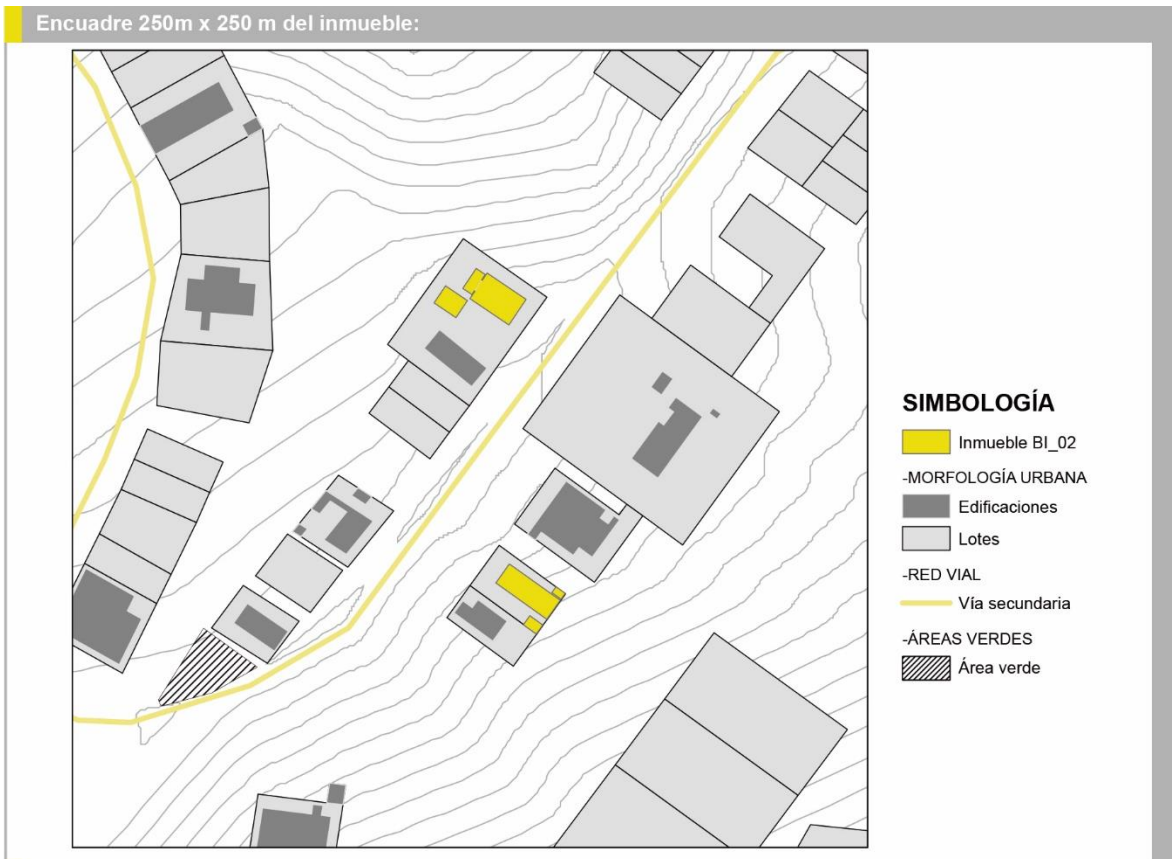 Encuadre 250m x 250 m del inmueble:
SIMBOLOGÍA
Inmueble BI_02
-MORFOLOGÍA URBANA
Edificaciones
Lotes
-RED VIAL
Vía secundaria
-ÁREAS VERDES
Área verde